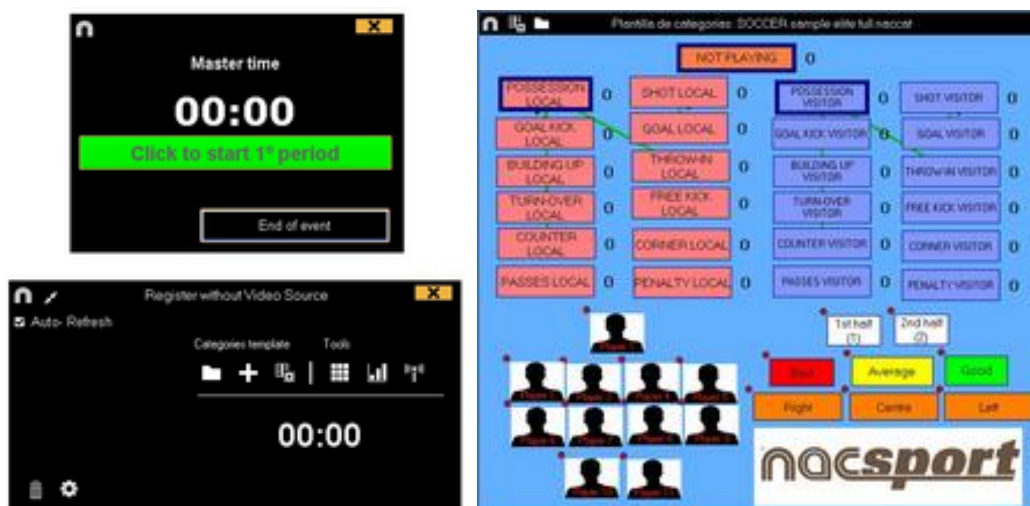 Master time
00:00
Click to start 1º period
End of event
Register without Video Source
Auto- Refresh
Categories template Tools
00:00
Plantilla de categorias: SOCCER sample elite full.naccat
NOT PLAYING 0
POSSESSION LOCAL 0
SHOT LOCAL 0
POSSESSION VISITOR 0
SHOT VISITOR 0
GOAL KICK LOCAL 0
GOAL LOCAL 0
GOAL KICK VISITOR 0
GOAL VISITOR 0
BUILDING UP LOCAL 0
THROW-IN LOCAL 0
BUILDING UP VISITOR 0
THROW-IN VISITOR 0
TURN-OVER LOCAL 0
FREE KICK LOCAL 0
TURN-OVER VISITOR 0
FREE KICK VISITOR 0
COUNTER LOCAL 0
CORNER LOCAL 0
COUNTER VISITOR 0
CORNER VISITOR 0
PASSES LOCAL 0
PENALTY LOCAL 0
PASSES VISITOR 0
PENALTY VISITOR 0
1st half (1)
2nd half (2)
Bad
Average
Good
Right
Centre
Left
nacsport